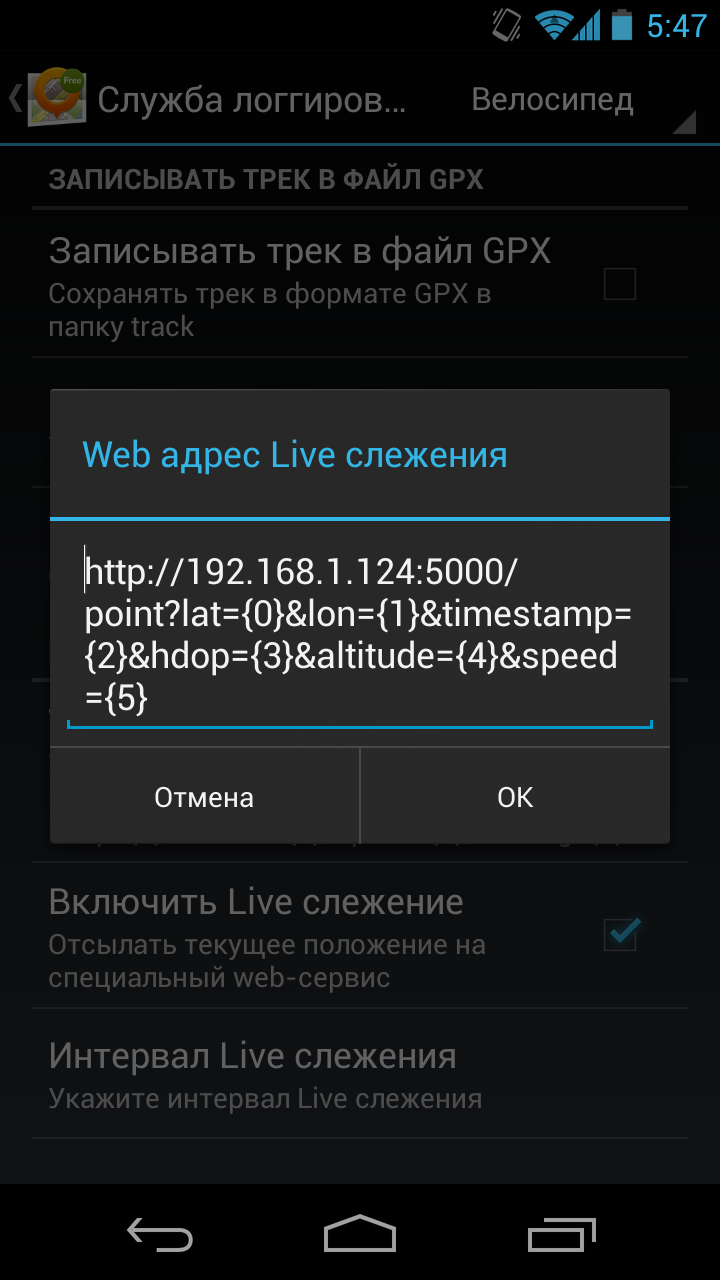 5:47
Free
Служба логгиров…
Велосипед
ЗАПИСЫВАТЬ ТРЕК В ФАЙЛ GPX
Записывать трек в файл GPX
Сохранять трек в формате GPX в
папку track
Web адрес Live слежения
http://192.168.1.124:5000/
point?lat={0}&lon={1}&timestamp=
{2}&hdop={3}&altitude={4}&speed
={5}
Отмена
OK
Включить Live слежение
Отсылать текущее положение на
специальный web-сервис
Интервал Live слежения
Укажите интервал Live слежения